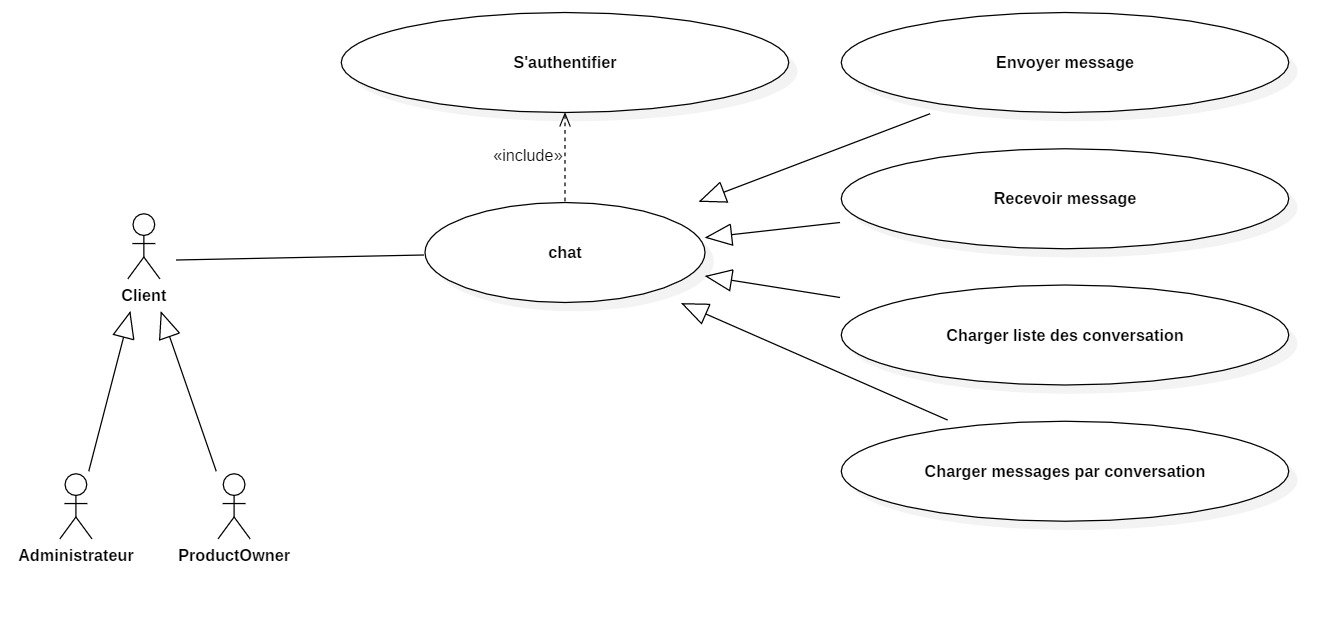 S'authentifier
Envoyer message
«include»
Recevoir message
chat
Client
Charger liste des conversation
Charger messages par conversation
Administrateur
ProductOwner